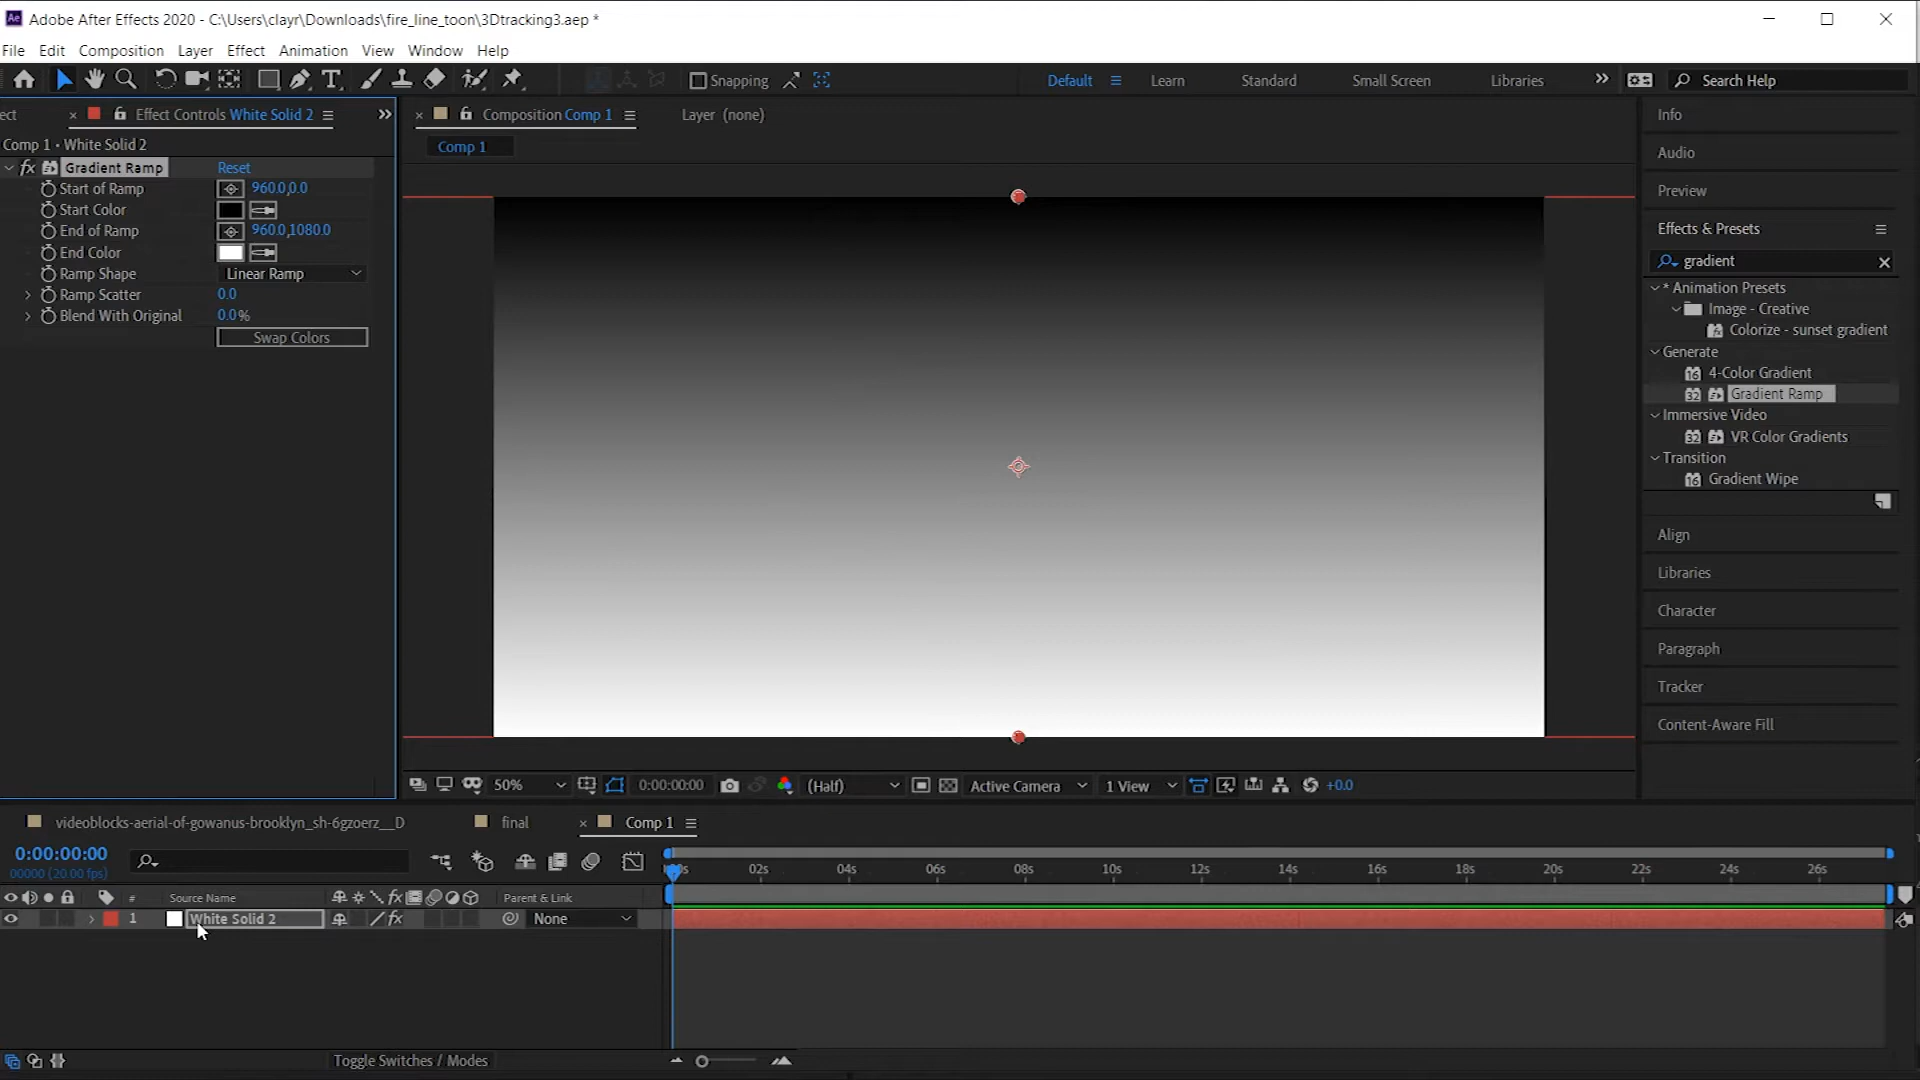 Adobe After Effects 2020 - C:\Users\clayr\Downloads\fire_line_toon\3Dtracking3.aep *
File Edit Composition Layer Effect Animation View Window Help
Snapping Default Learn Standard Small Screen Libraries Search Help
ect Effect Controls White Solid 2
Comp 1 • White Solid 2
fx Gradient Ramp Reset
Start of Ramp 960.0,0.0
Start Color
End of Ramp 960.0,1080.0
End Color
Ramp Shape Linear Ramp
Ramp Scatter 0.0
Blend With Original 0.0%
Swap Colors
Composition Comp 1 Layer (none)
Comp 1
50% 0:00:00:00 (Half) Active Camera 1 View +0.0
Info
Audio
Preview
Effects & Presets
gradient
* Animation Presets
Image - Creative
Colorize - sunset gradient
Generate
4-Color Gradient
Gradient Ramp
Immersive Video
VR Color Gradients
Transition
Gradient Wipe
Align
Libraries
Character
Paragraph
Tracker
Content-Aware Fill
videoblocks-aerial-of-gowanus-brooklyn_sh-6gzoerz__D final Comp 1
0:00:00:00
00000 (20.00 fps)
02s 04s 06s 08s 10s 12s 14s 16s 18s 20s 22s 24s 26s
# Source Name fx Parent & Link
1 White Solid 2 fx None
Toggle Switches / Modes